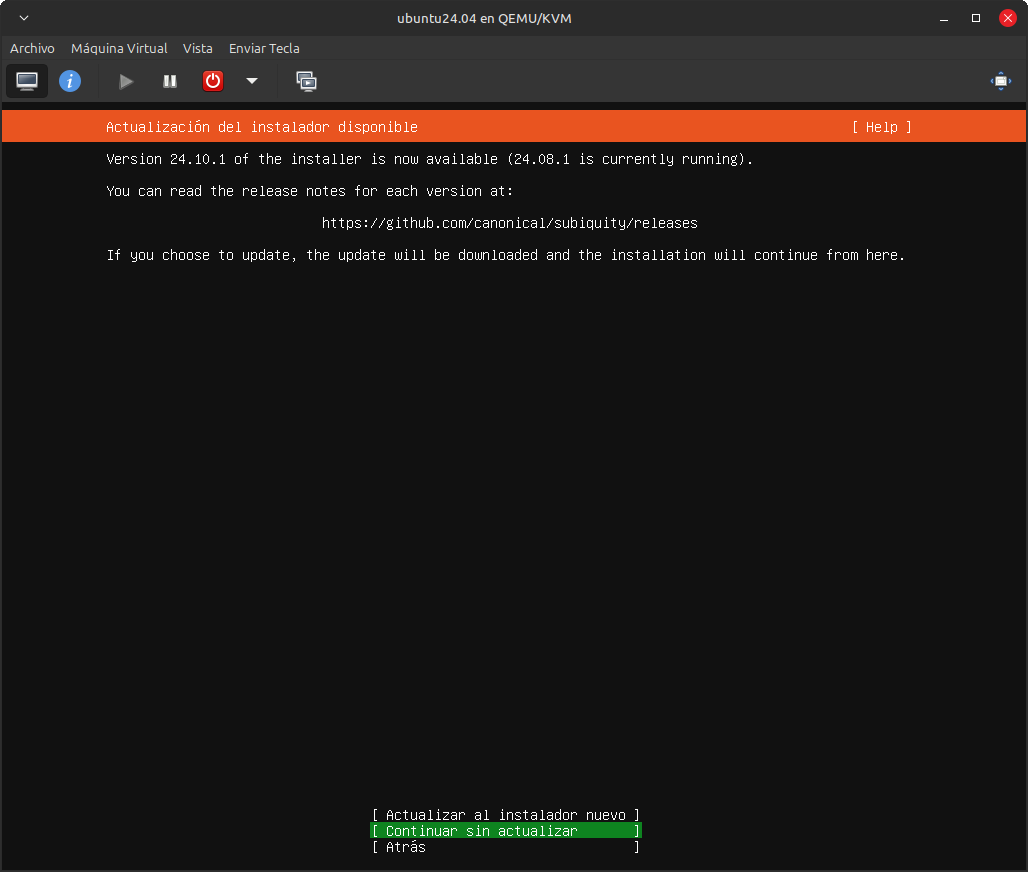 ubuntu24.04 en QEMU/KVM
Archivo Máquina Virtual Vista Enviar Tecla
Actualización del instalador disponible [ Help ]
Version 24.10.1 of the installer is now available (24.08.1 is currently running).
You can read the release notes for each version at:
https://github.com/canonical/subiquity/releases
If you choose to update, the update will be downloaded and the installation will continue from here.
[ Actualizar al instalador nuevo ]
[ Continuar sin actualizar ]
[ Atrás ]